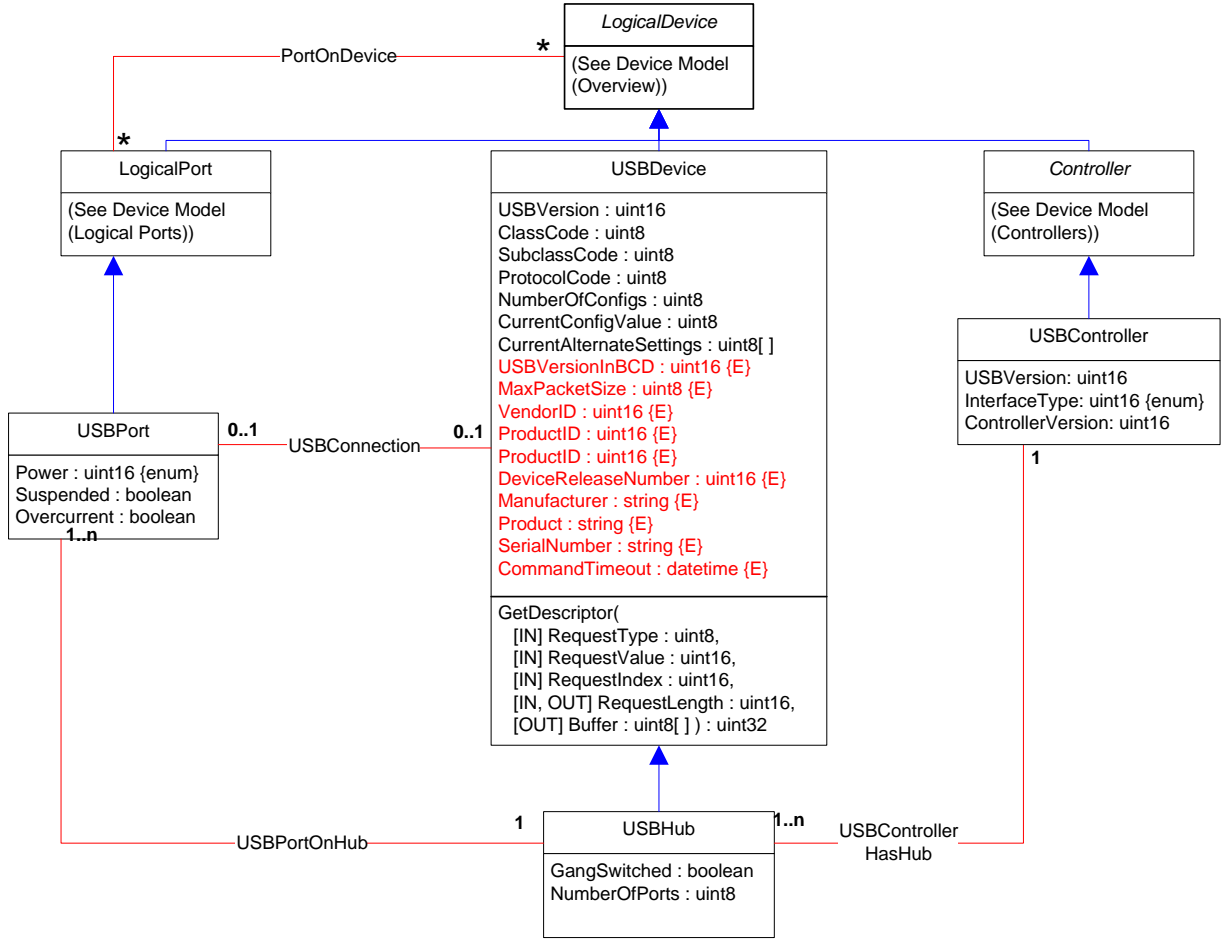 LogicalDevice
(See Device Model
(Overview))
PortOnDevice
*
*
LogicalPort
(See Device Model
(Logical Ports))
USBDevice
USBVersion : uint16
ClassCode : uint8
SubclassCode : uint8
ProtocolCode : uint8
NumberOfConfigs : uint8
CurrentConfigValue : uint8
CurrentAlternateSettings : uint8[ ]
USBVersionInBCD : uint16 {E}
MaxPacketSize : uint8 {E}
VendorID : uint16 {E}
ProductID : uint16 {E}
ProductID : uint16 {E}
DeviceReleaseNumber : uint16 {E}
Manufacturer : string {E}
Product : string {E}
SerialNumber : string {E}
CommandTimeout : datetime {E}
GetDescriptor(
[IN] RequestType : uint8,
[IN] RequestValue : uint16,
[IN] RequestIndex : uint16,
[IN, OUT] RequestLength : uint16,
[OUT] Buffer : uint8[ ] ) : uint32
Controller
(See Device Model
(Controllers))
USBController
USBVersion: uint16
InterfaceType: uint16 {enum}
ControllerVersion: uint16
1
USBPort
Power : uint16 {enum}
Suspended : boolean
Overcurrent : boolean
1..n
0..1
USBConnection
0..1
USBPortOnHub
1
USBHub
GangSwitched : boolean
NumberOfPorts : uint8
1..n
USBController
HasHub